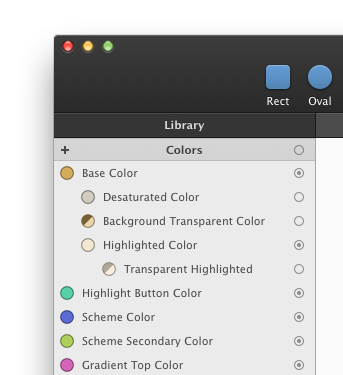 Rect Oval
Library
+ Colors
Base Color
Desaturated Color
Background Transparent Color
Highlighted Color
Transparent Highlighted
Highlight Button Color
Scheme Color
Scheme Secondary Color
Gradient Top Color